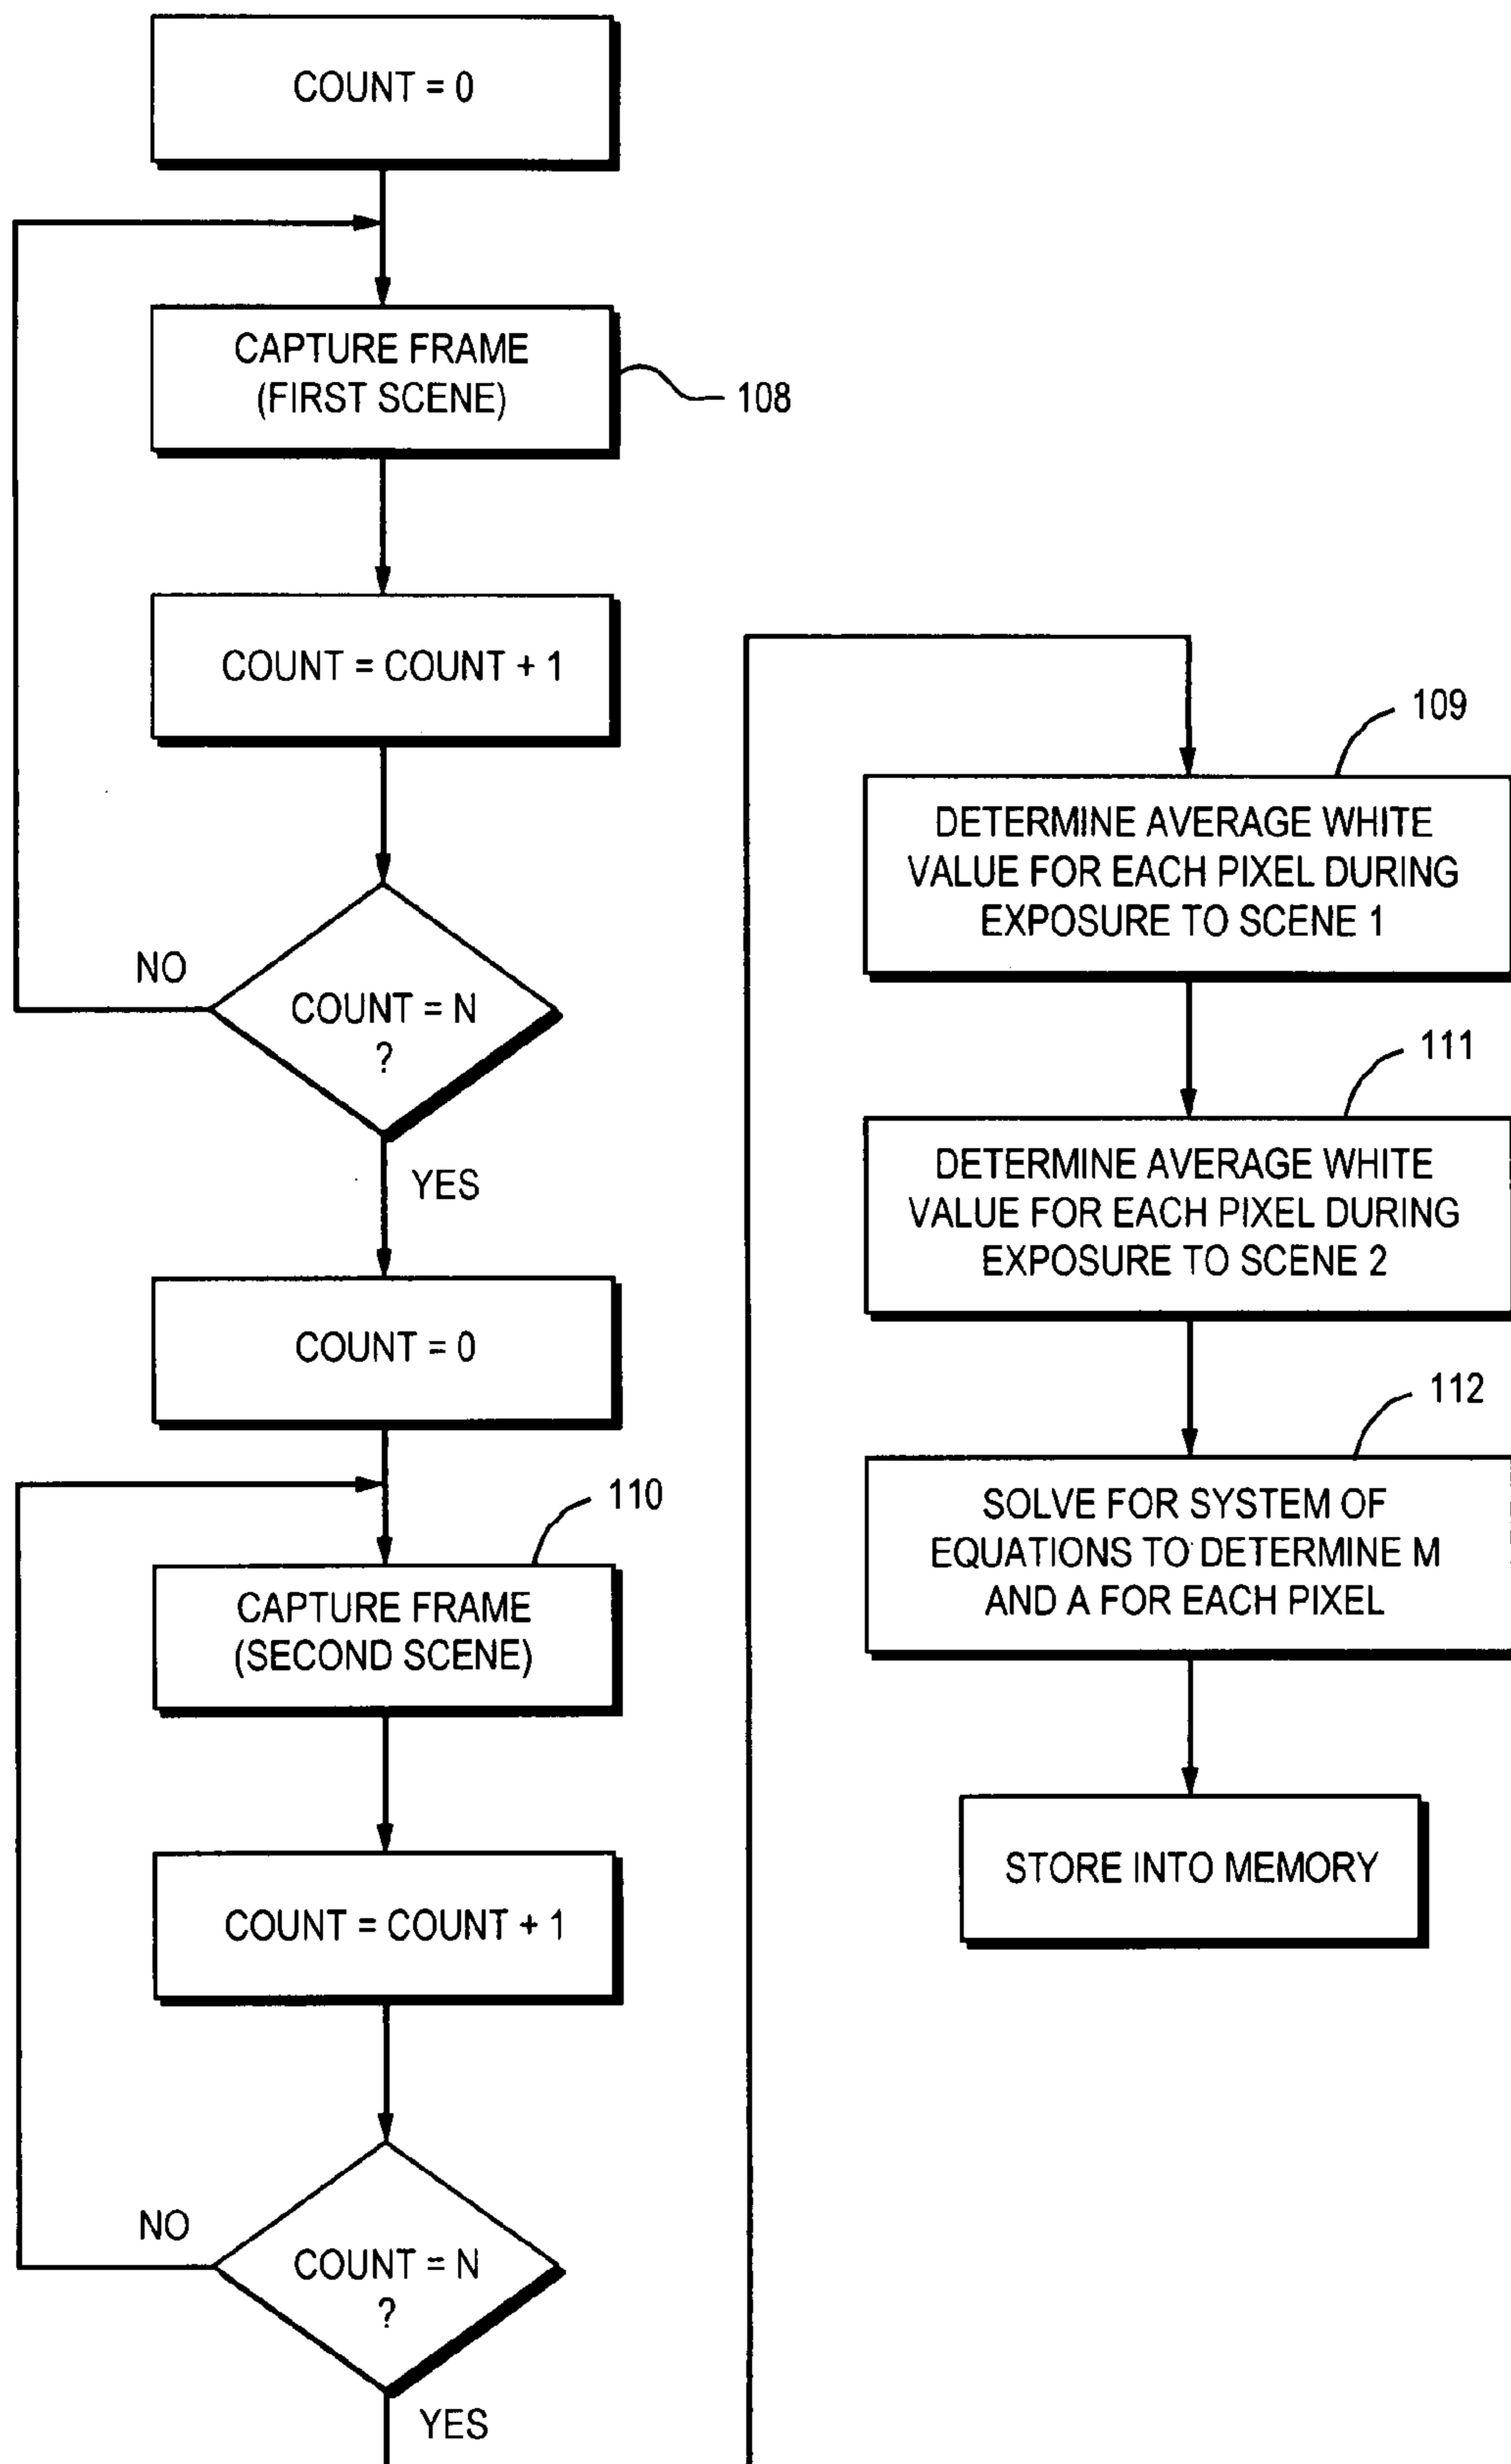 COUNT = 0
CAPTURE FRAME
(FIRST SCENE)
108
COUNT = COUNT + 1
NO
COUNT = N
?
YES
COUNT = 0
110
CAPTURE FRAME
(SECOND SCENE)
COUNT = COUNT + 1
NO
COUNT = N
?
YES
109
DETERMINE AVERAGE WHITE
VALUE FOR EACH PIXEL DURING
EXPOSURE TO SCENE 1
111
DETERMINE AVERAGE WHITE
VALUE FOR EACH PIXEL DURING
EXPOSURE TO SCENE 2
112
SOLVE FOR SYSTEM OF
EQUATIONS TO DETERMINE M
AND A FOR EACH PIXEL
STORE INTO MEMORY